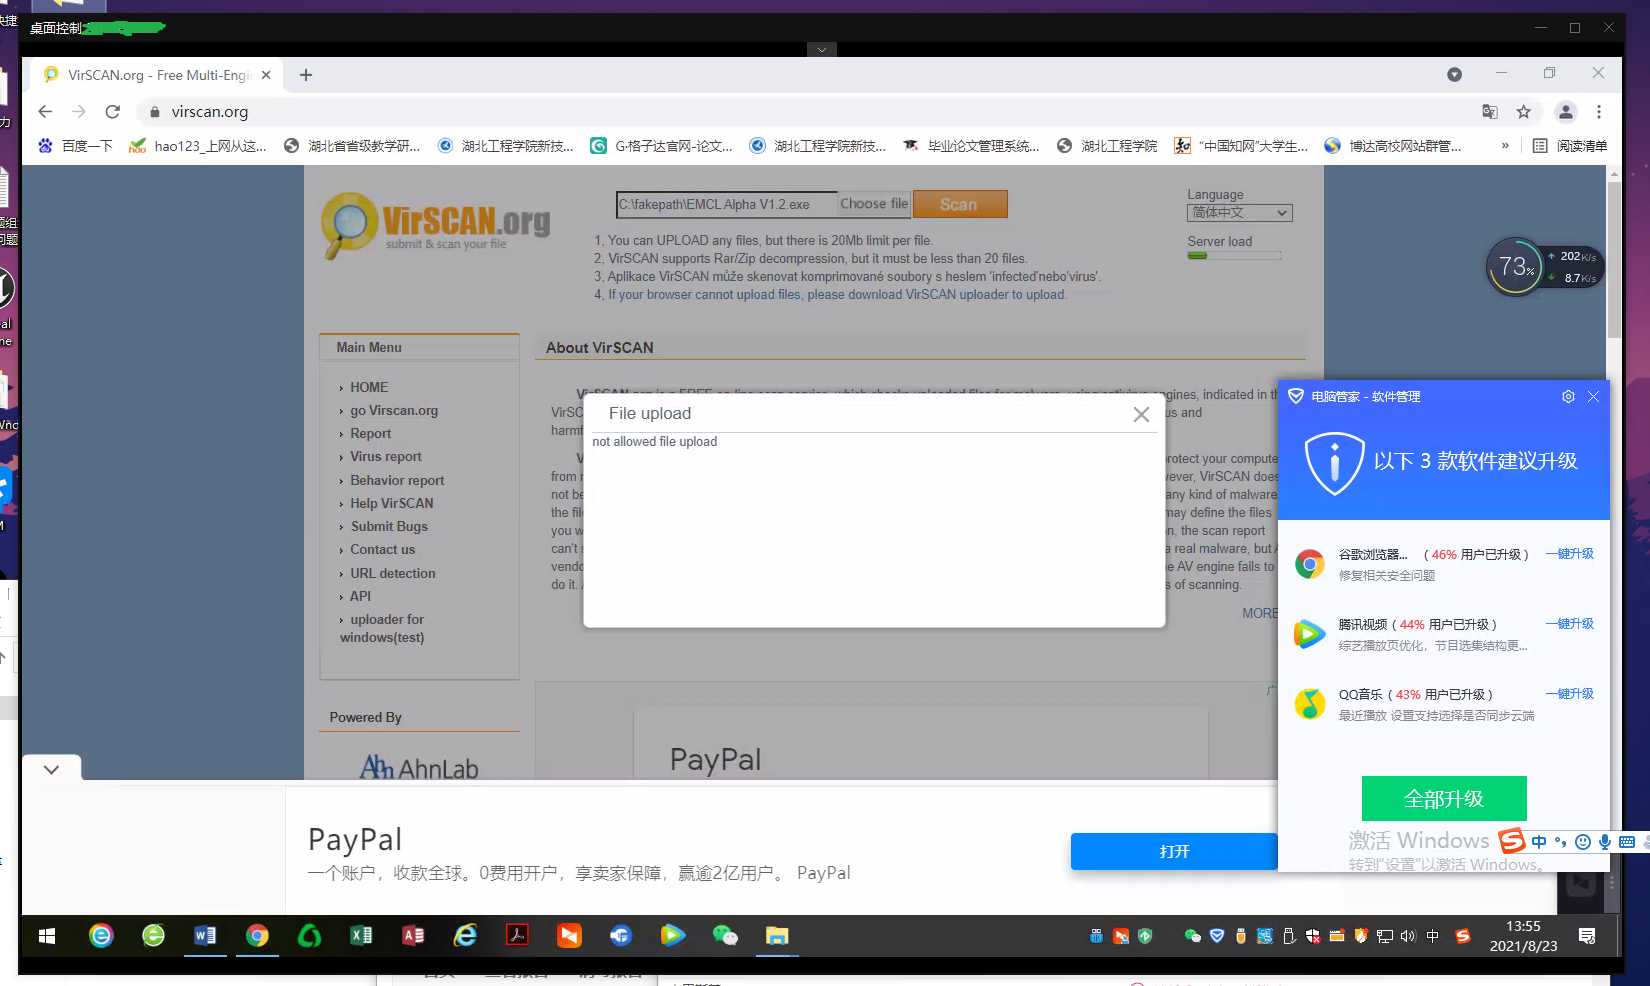 快捷
桌面控制
VirSCAN.org - Free Multi-Engi
virscan.org
百度一下
hao123_上网从这...
湖北省省级教学研...
湖北工程学院新技...
G-格子达官网-论文...
湖北工程学院新技...
毕业论文管理系统...
湖北工程学院
“中国知网”大学生...
博达高校网站群管...
»
阅读清单
VirSCAN.org
submit & scan your file
C:\fakepath\EMCL Alpha V1.2.exe
Choose file
Scan
Language
简体中文
Server load
1, You can UPLOAD any files, but there is 20Mb limit per file.
2, VirSCAN supports Rar/Zip decompression, but it must be less than 20 files.
3, Aplikace VirSCAN může skenovat komprimované soubory s heslem 'infected'nebo'virus'.
4, If your browser cannot upload files, please download VirSCAN uploader to upload.
73%
202K/s
8.7K/s
Main Menu
HOME
go Virscan.org
Report
Virus report
Behavior report
Help VirSCAN
Submit Bugs
Contact us
URL detection
API
uploader for
windows(test)
Powered By
AhnLab
About VirSCAN
indicated in th
VirSC
us and
harmf
rotect your compute
from
ever, VirSCAN does
not be
any kind of malware
the fil
may define the files
you w
n, the scan report
can't
a real malware, but
vendo
e AV engine fails to
do it.
s of scanning.
MORE
File upload
not allowed file upload
电脑管家 - 软件管理
以下 3 款软件建议升级
谷歌浏览器... （46% 用户已升级）
一键升级
修复相关安全问题
腾讯视频（44% 用户已升级）
一键升级
综艺播放页优化，节目选集结构更...
QQ音乐（43% 用户已升级）
一键升级
最近播放 设置支持选择是否同步云端
全部升级
激活 Windows
转到“设置”以激活 Windows。
中
PayPal
PayPal
一个账户，收款全球。0费用开户，享卖家保障，赢逾2亿用户。 PayPal
打开
中
13:55
2021/8/23